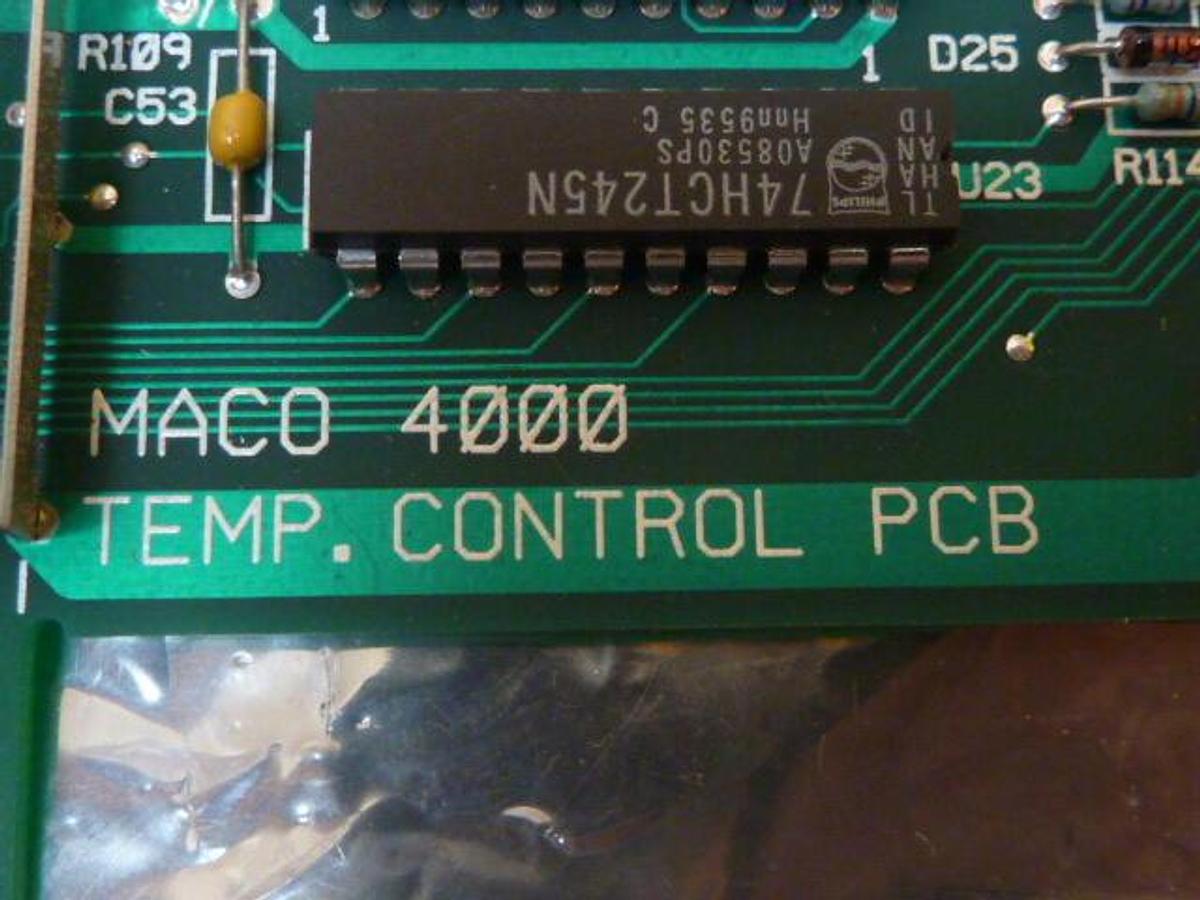 1
R109
C53
1
D25
U23
R114
74HCT245N
A08530PS
Hnn9535 C
PHILIPS
TL
HA
AN
ID
MACO 4000
TEMP. CONTROL PCB